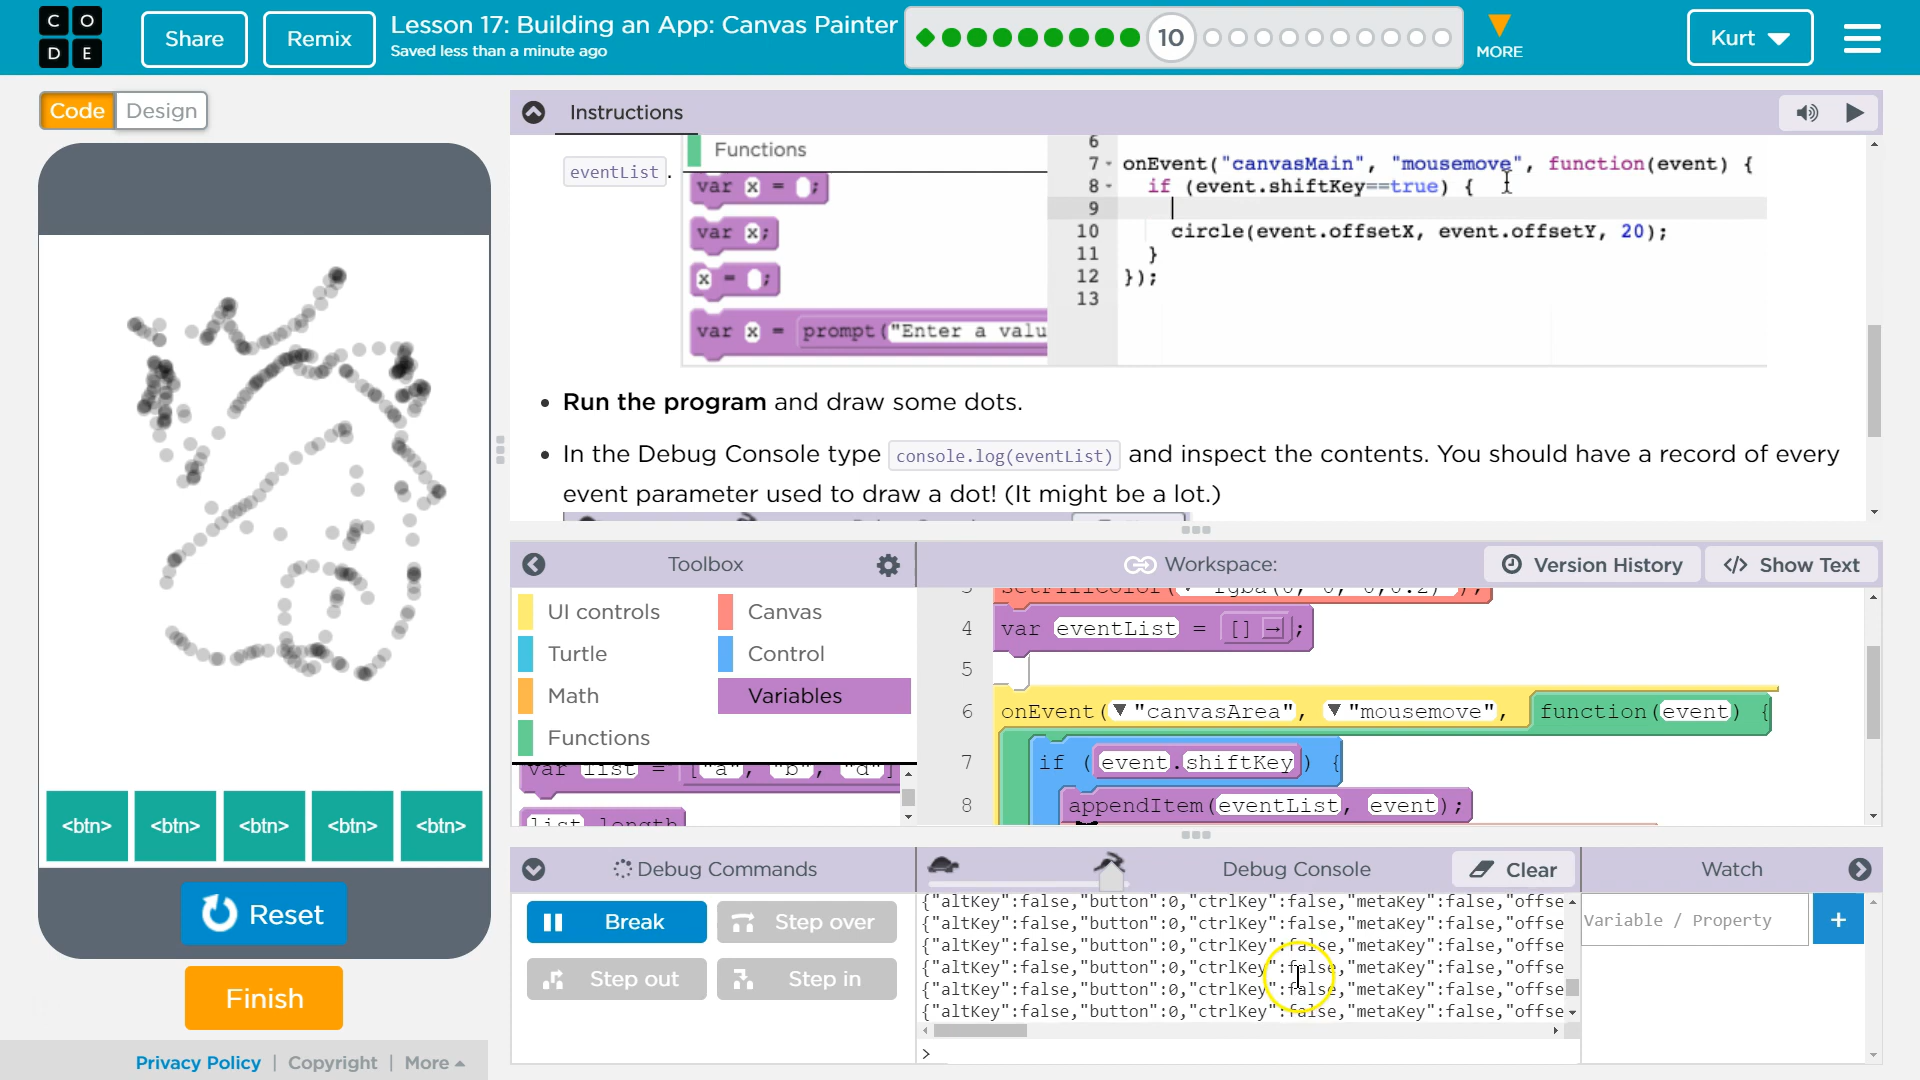 CODE
Share
Remix
Lesson 17: Building an App: Canvas Painter
Saved less than a minute ago
10
MORE
Kurt
Code
Design
Instructions
eventList.
Functions
var x = ;
var x;
x = ;
var x = prompt("Enter a valu
6
7 onEvent("canvasMain", "mousemove", function(event) {
8 if (event.shiftKey==true) {
9
10 circle(event.offsetX, event.offsetY, 20);
11 }
12 });
13
Run the program and draw some dots.
In the Debug Console type console.log(eventList) and inspect the contents. You should have a record of every
event parameter used to draw a dot! (It might be a lot.)
Toolbox
Workspace:
Version History
</> Show Text
UI controls
Canvas
Turtle
Control
Math
Variables
Functions
var list = ["a", "b", "d"]
list.length
4 var eventList = [];
5
6 onEvent("canvasArea", "mousemove", function(event) {
7 if (event.shiftKey) {
8 appendItem(eventList, event);
<btn>
<btn>
<btn>
<btn>
<btn>
Reset
Finish
Debug Commands
Debug Console
Clear
Watch
Break
Step over
Step out
Step in
{"altKey":false,"button":0,"ctrlKey":false,"metaKey":false,"offse
{"altKey":false,"button":0,"ctrlKey":false,"metaKey":false,"offse
{"altKey":false,"button":0,"ctrlKey":false,"metaKey":false,"offse
{"altKey":false,"button":0,"ctrlKey":false,"metaKey":false,"offse
{"altKey":false,"button":0,"ctrlKey":false,"metaKey":false,"offse
{"altKey":false,"button":0,"ctrlKey":false,"metaKey":false,"offse
>
Variable / Property
+
Privacy Policy | Copyright | More